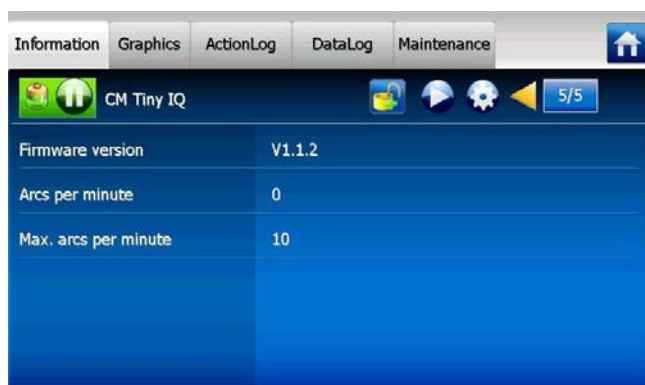 Information Graphics ActionLog DataLog Maintenance
CM Tiny IQ 5/5
Firmware version V1.1.2
Arcs per minute 0
Max. arcs per minute 10